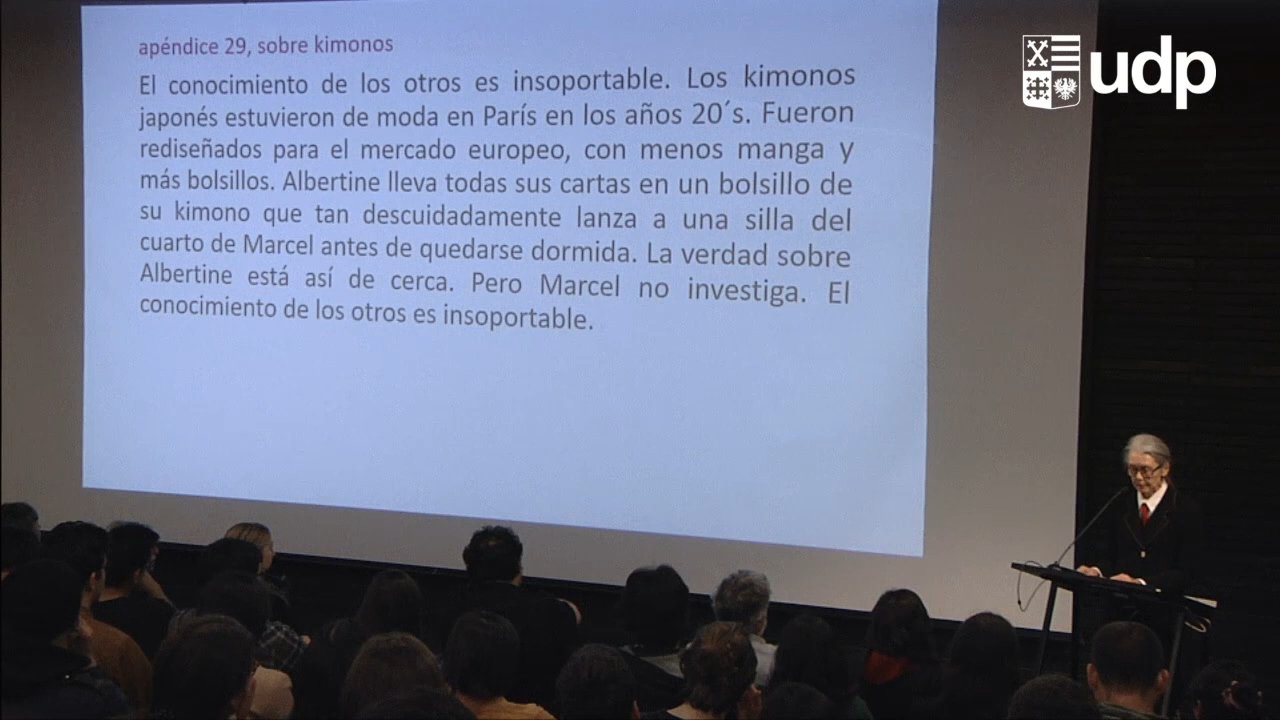 apéndice 29, sobre kimonos
El conocimiento de los otros es insoportable. Los kimonos
japonés estuvieron de moda en París en los años 20´s. Fueron
rediseñados para el mercado europeo, con menos manga y
más bolsillos. Albertine lleva todas sus cartas en un bolsillo de
su kimono que tan descuidadamente lanza a una silla del
cuarto de Marcel antes de quedarse dormida. La verdad sobre
Albertine está así de cerca. Pero Marcel no investiga. El
conocimiento de los otros es insoportable.
udp